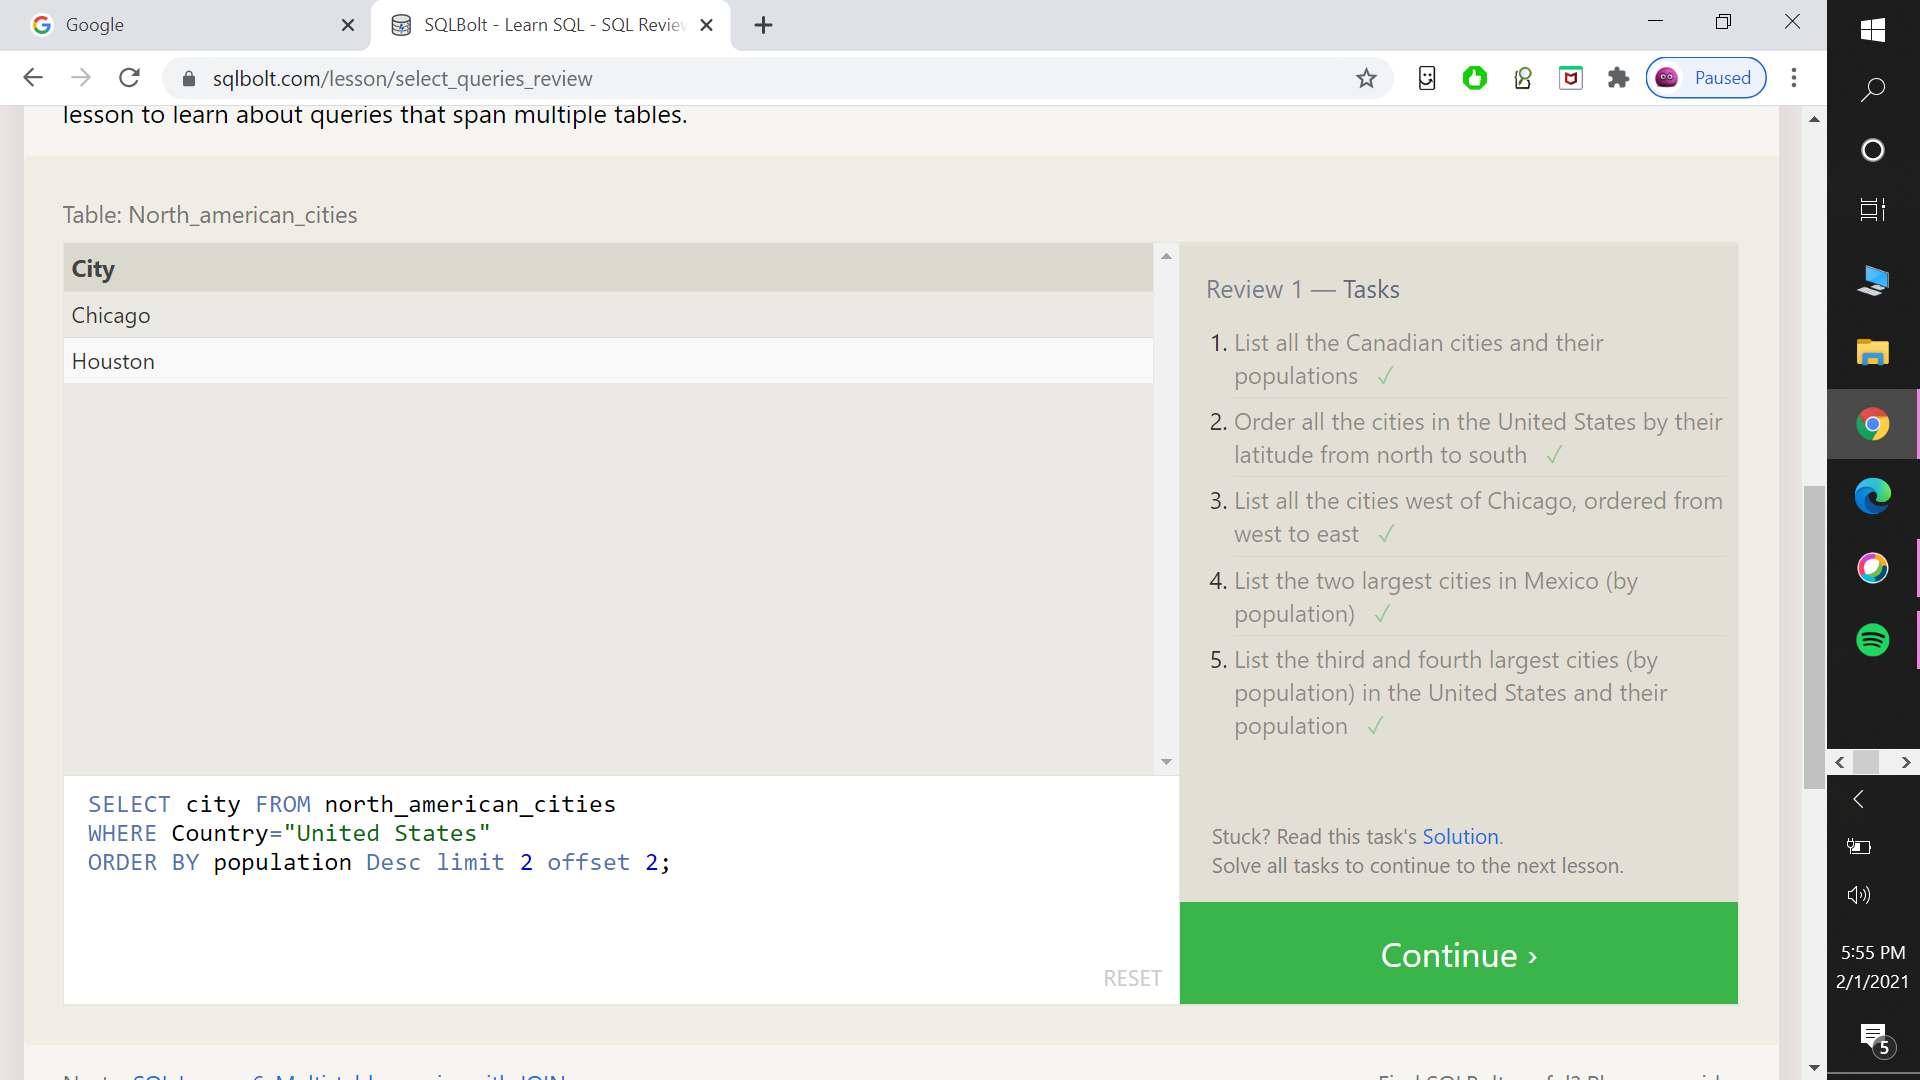 Google
SQLBolt - Learn SQL - SQL Review
sqlbolt.com/lesson/select_queries_review
Paused
lesson to learn about queries that span multiple tables.
Table: North_american_cities
City
Chicago
Houston
SELECT city FROM north_american_cities
WHERE Country="United States"
ORDER BY population Desc limit 2 offset 2;
RESET
Review 1 — Tasks
1. List all the Canadian cities and their
populations ✓
2. Order all the cities in the United States by their
latitude from north to south ✓
3. List all the cities west of Chicago, ordered from
west to east ✓
4. List the two largest cities in Mexico (by
population) ✓
5. List the third and fourth largest cities (by
population) in the United States and their
population ✓
Stuck? Read this task's Solution.
Solve all tasks to continue to the next lesson.
Continue ›
5:55 PM
2/1/2021
5